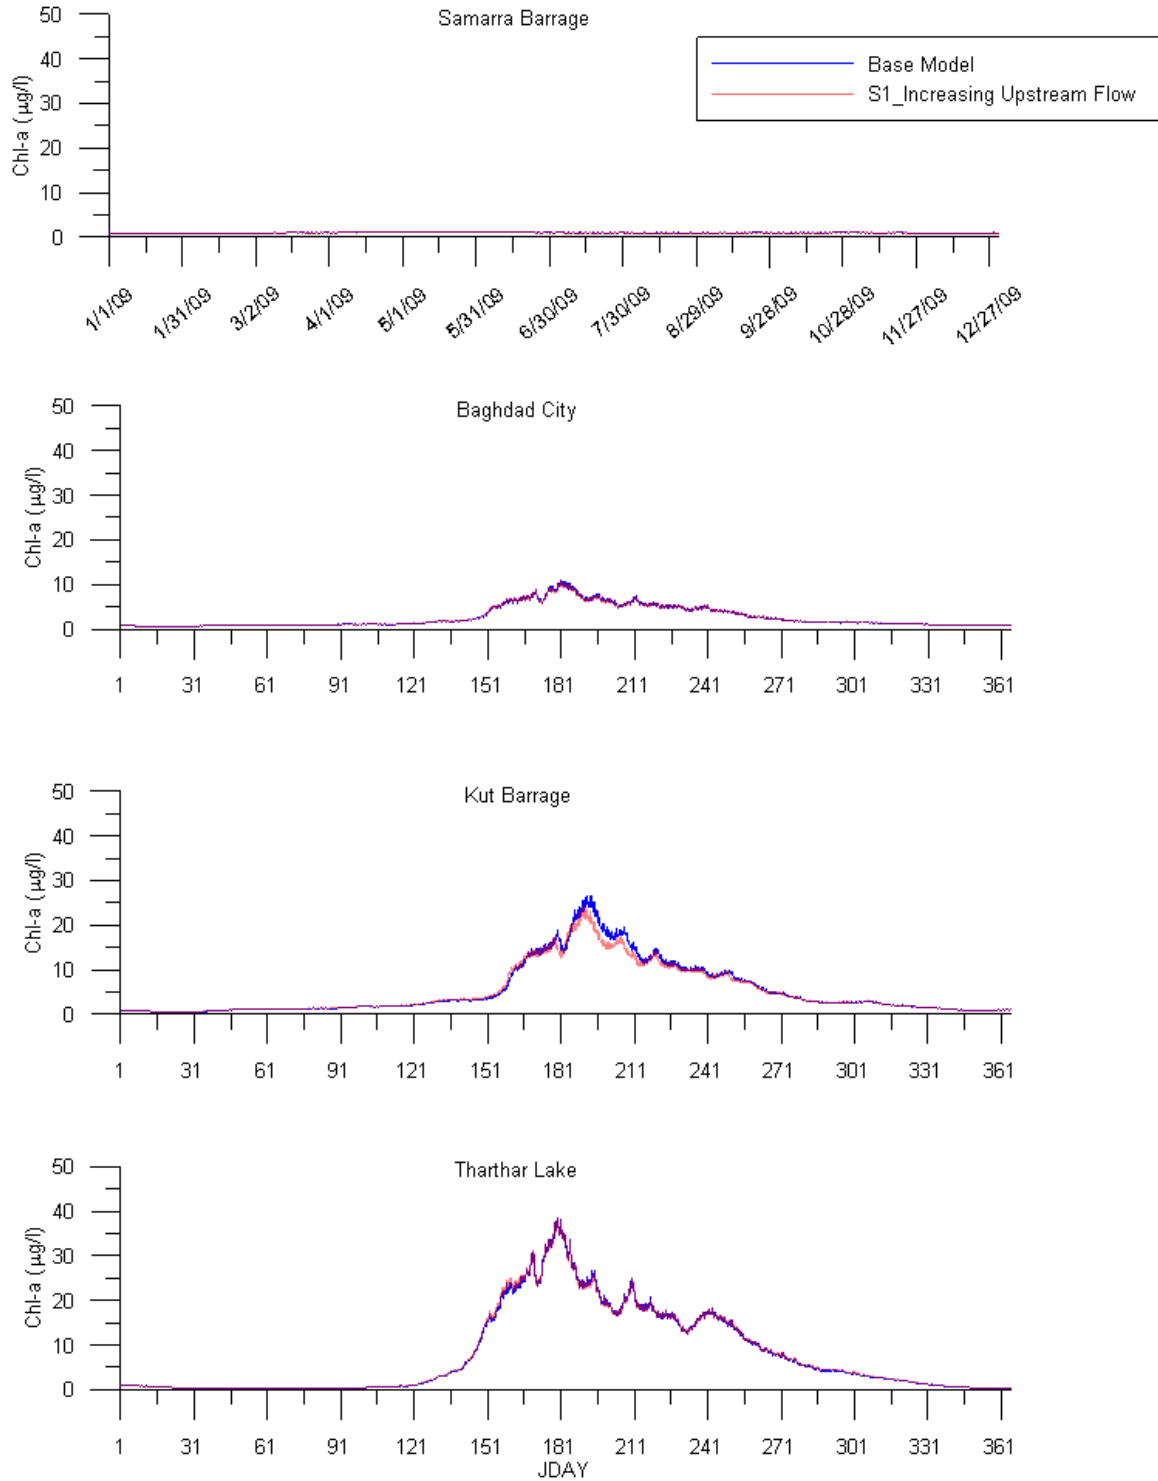 Samarra Barrage
Base Model
S1_Increasing Upstream Flow
Chl-a (µg/l)
50
40
30
20
10
0
1/1/09 1/31/09 3/2/09 4/1/09 5/1/09 5/31/09 6/30/09 7/30/09 8/29/09 9/28/09 10/28/09 11/27/09 12/27/09
Baghdad City
Chl-a (µg/l)
50
40
30
20
10
0
1 31 61 91 121 151 181 211 241 271 301 331 361
Kut Barrage
Chl-a (µg/l)
50
40
30
20
10
0
1 31 61 91 121 151 181 211 241 271 301 331 361
Tharthar Lake
Chl-a (µg/l)
50
40
30
20
10
0
1 31 61 91 121 151 181 211 241 271 301 331 361
JDAY